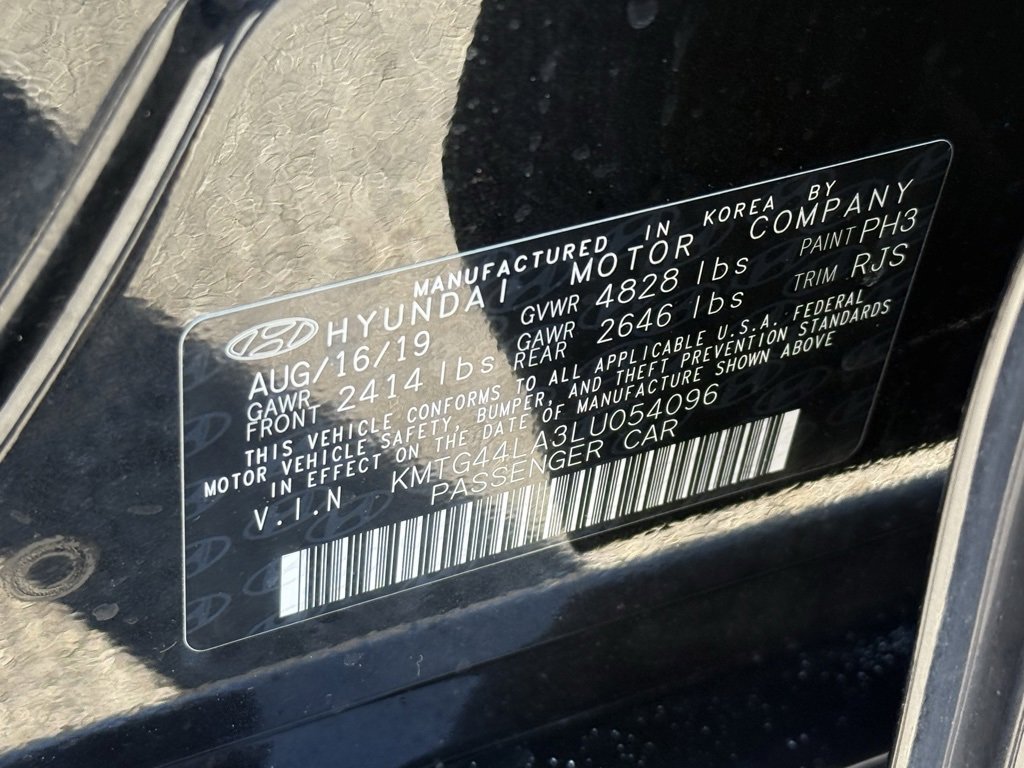 MANUFACTURED IN KOREA BY
HYUNDAI MOTOR COMPANY
AUG/16/19 GVWR 4828 lbs PAINT PH3
GAWR FRONT 2414 lbs GAWR REAR 2646 lbs TRIM RJS
THIS VEHICLE CONFORMS TO ALL APPLICABLE U.S.A. FEDERAL
MOTOR VEHICLE SAFETY, BUMPER, AND THEFT PREVENTION STANDARDS
IN EFFECT ON THE DATE OF MANUFACTURE SHOWN ABOVE
V.I.N KMTG44LA3LU054096
PASSENGER CAR